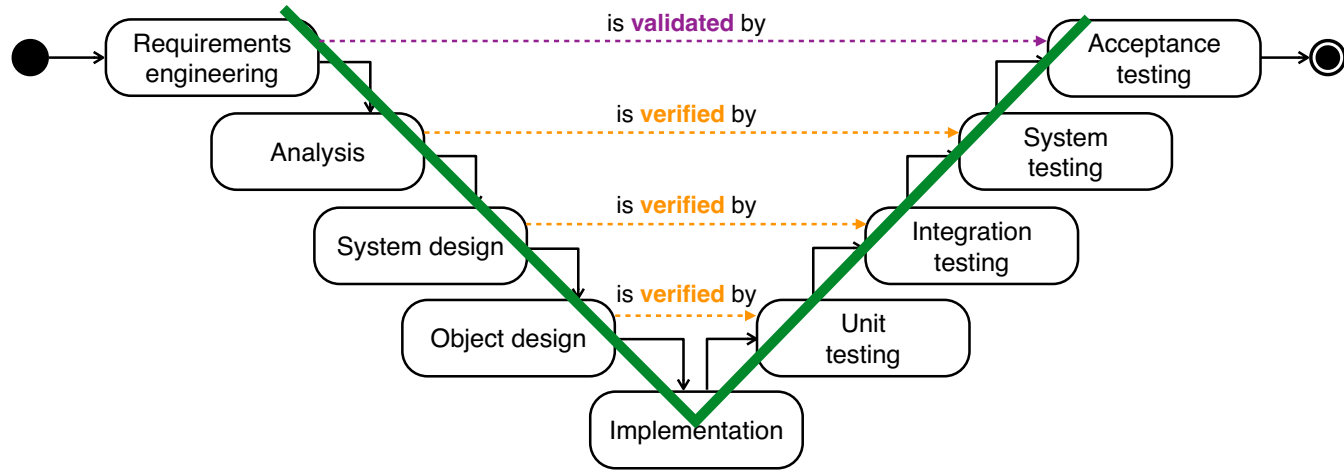 is validated by
Requirements
engineering
Acceptance
testing
is verified by
Analysis
System
testing
is verified by
System design
Integration
testing
is verified by
Object design
Unit
testing
Implementation